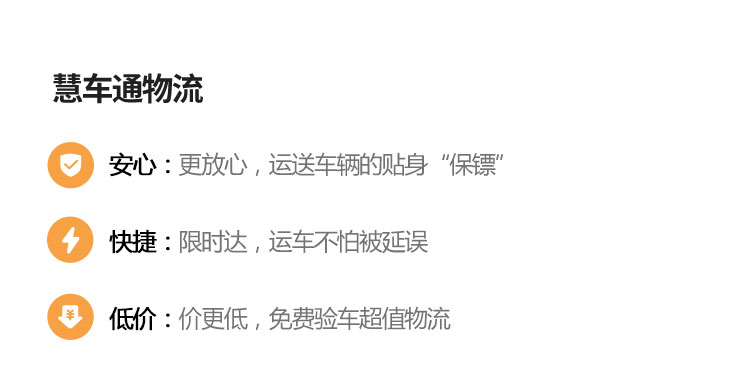 慧车通物流
安心：更放心，运送车辆的贴身“保镖”
快捷：限时达，运车不怕被延误
低价：价更低，免费验车超值物流